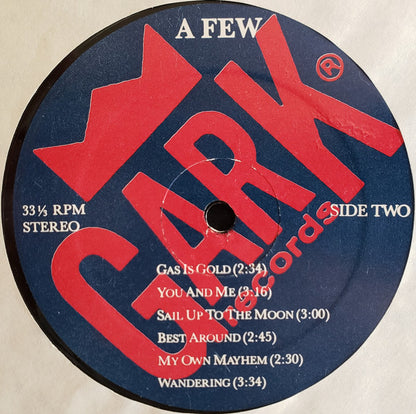 A FEW
GARK
records
®
33⅓ RPM
STEREO
SIDE TWO
GAS IS GOLD (2:34)
YOU AND ME (3:16)
SAIL UP TO THE MOON (3:00)
BEST AROUND (2:45)
MY OWN MAYHEM (2:30)
WANDERING (3:34)